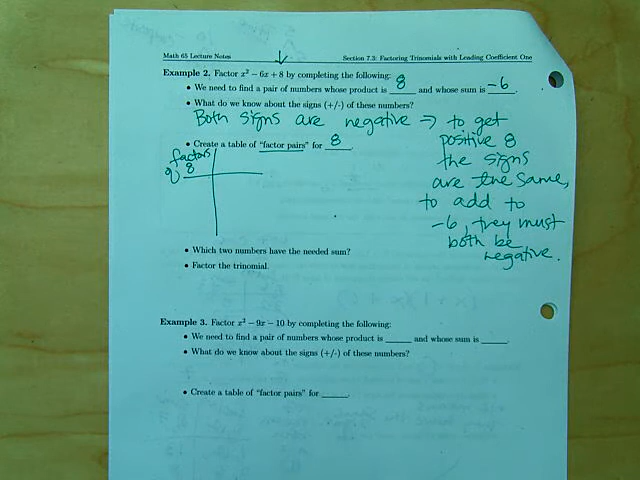 Math 65 Lecture Notes Section 7.3: Factoring Trinomials with Leading Coefficient One
Example 2. Factor x² − 6x + 8 by completing the following:
• We need to find a pair of numbers whose product is 8 and whose sum is −6.
• What do we know about the signs (+/-) of these numbers?
Both signs are negative ⇒ to get
positive 8
the signs
are the same,
to add to
−6, they must
both be
negative.
• Create a table of "factor pairs" for 8.
factors
of 8
• Which two numbers have the needed sum?
• Factor the trinomial.
Example 3. Factor x² − 9x − 10 by completing the following:
• We need to find a pair of numbers whose product is _____ and whose sum is _____.
• What do we know about the signs (+/-) of these numbers?
• Create a table of "factor pairs" for _____.